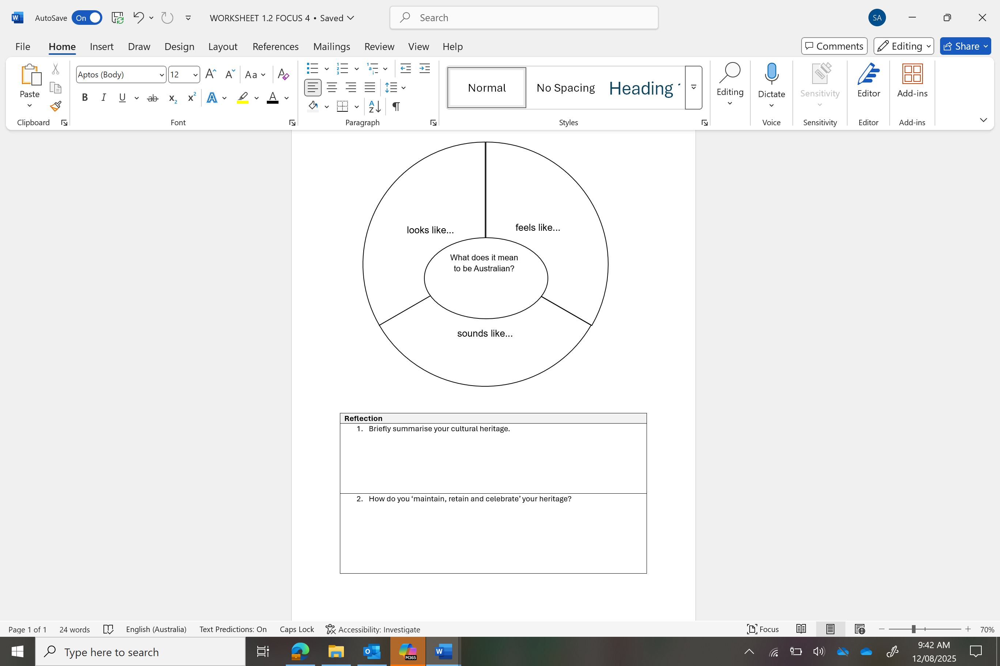 AutoSave On WORKSHEET 1.2 FOCUS 4 • Saved Search SA
File Home Insert Draw Design Layout References Mailings Review View Help Comments Editing Share
Paste
Clipboard
Aptos (Body) 12
Font
Paragraph
Normal No Spacing Heading
Styles
Editing
Dictate
Voice
Sensitivity
Sensitivity
Editor
Editor
Add-ins
Add-ins
looks like...
feels like...
What does it mean
to be Australian?
sounds like...
Reflection
1. Briefly summarise your cultural heritage.
2. How do you ‘maintain, retain and celebrate’ your heritage?
Page 1 of 1 24 words English (Australia) Text Predictions: On Caps Lock Accessibility: Investigate Focus 70%
Type here to search
M365
9:42 AM
12/08/2025